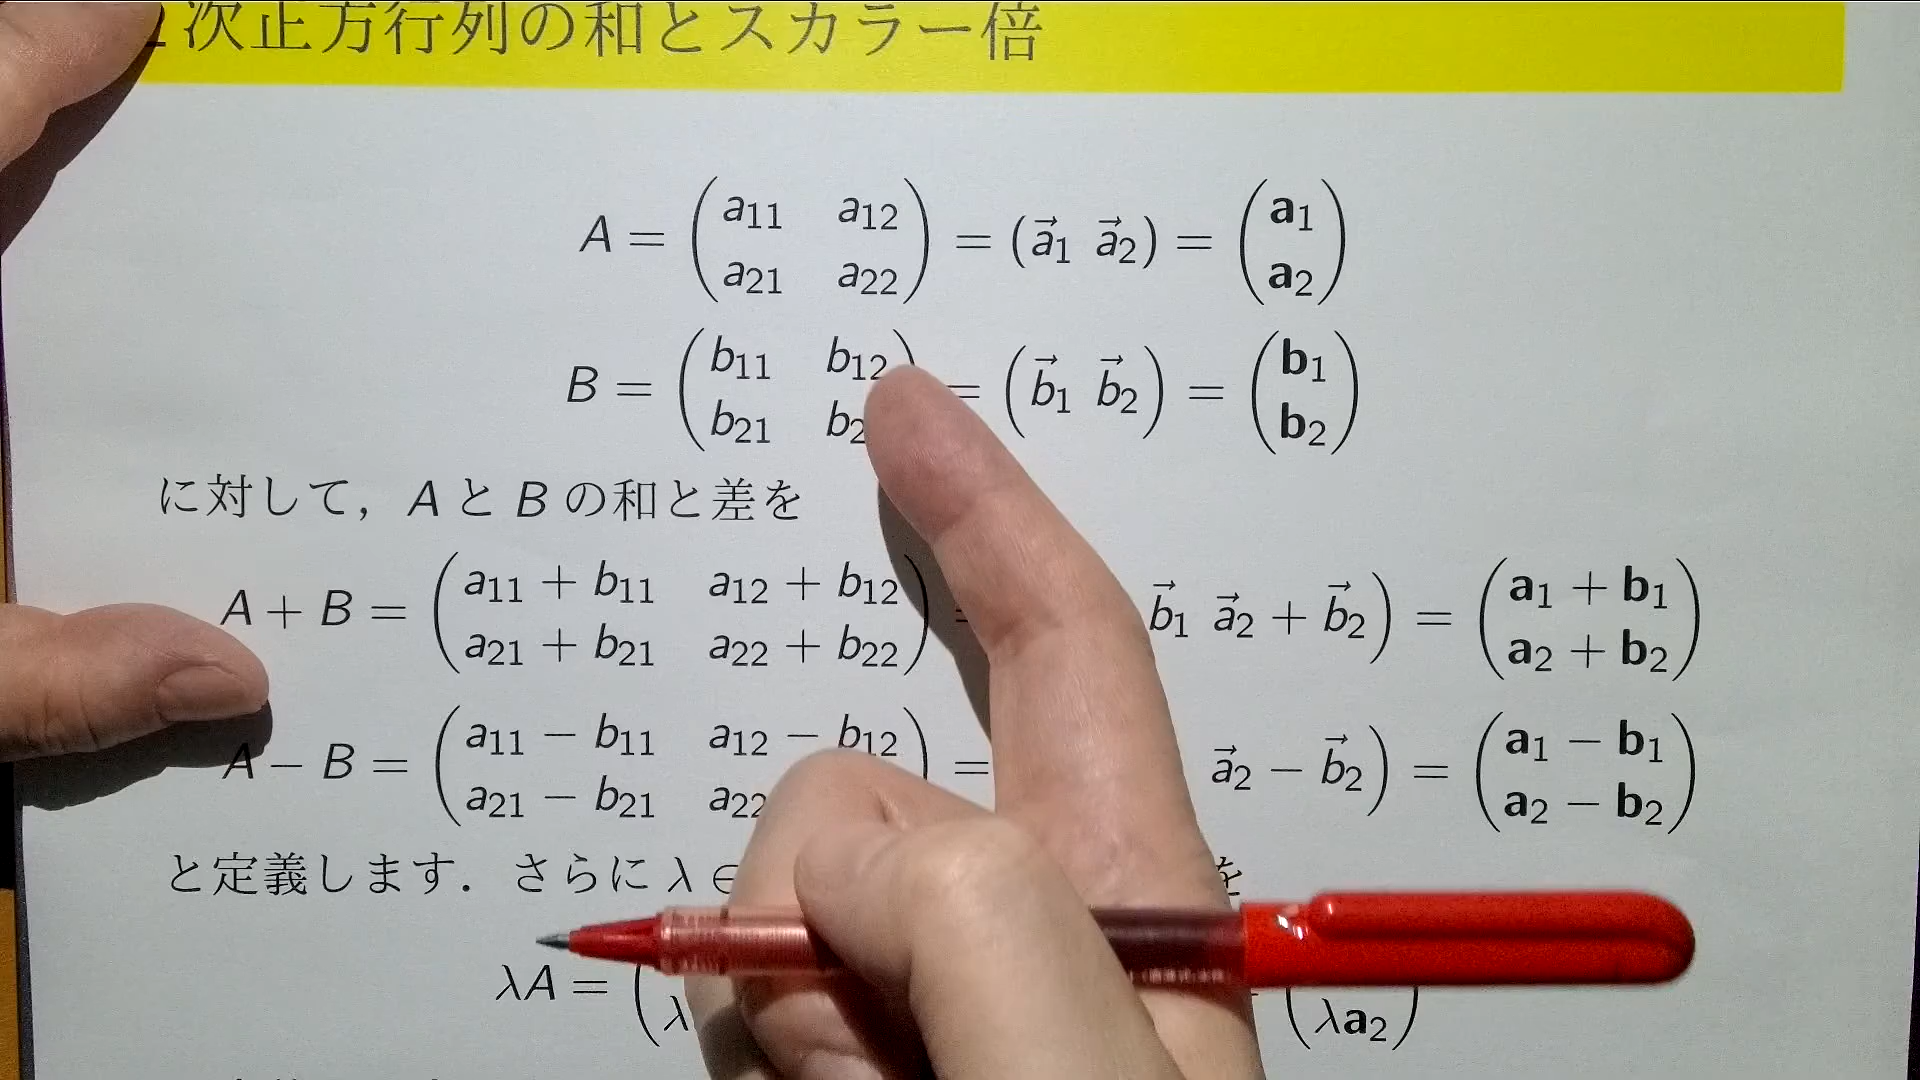 次正方行列の和とスカラー倍
A = ( a11 a12 a21 a22 ) = ( a⃗1 a⃗2 ) = ( a1 a2 )
B = ( b11 b12 b21 b2 = ( b⃗1 b⃗2 ) = ( b1 b2 )
に対して，A と B の和と差を
A + B = ( a11 + b11 a12 + b12 a21 + b21 a22 + b22 ) = b⃗1 a⃗2 + b⃗2 ) = ( a1 + b1 a2 + b2 )
A − B = ( a11 − b11 a12 − b12 a21 − b21 a22 ) = a⃗2 − b⃗2 ) = ( a1 − b1 a2 − b2 )
と定義します．さらに λ ∈ を
λA = ( λ ( λa2 )